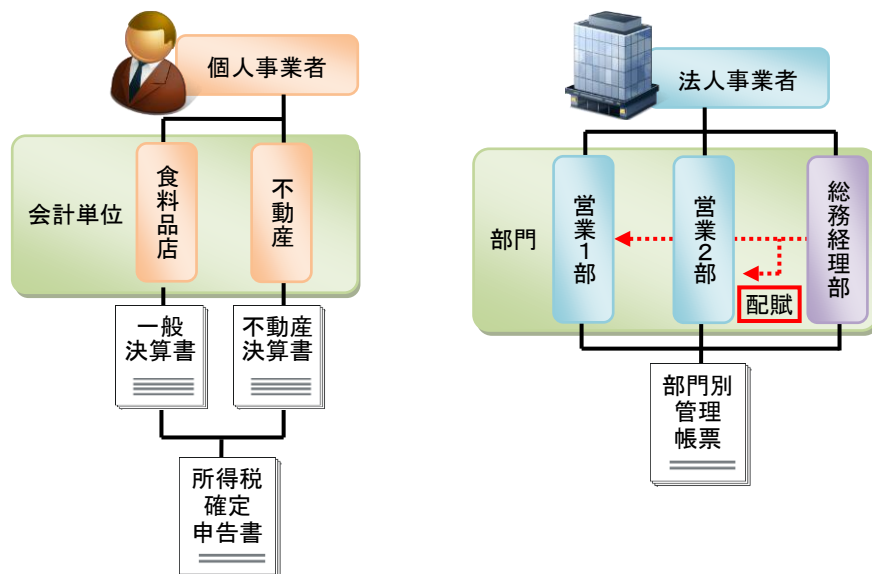 個人事業者
会計単位
食料品店
不動産
一般
決算書
不動産
決算書
所得税
確定
申告書
法人事業者
部門
営業1部
営業2部
総務経理部
配賦
部門別
管理
帳票